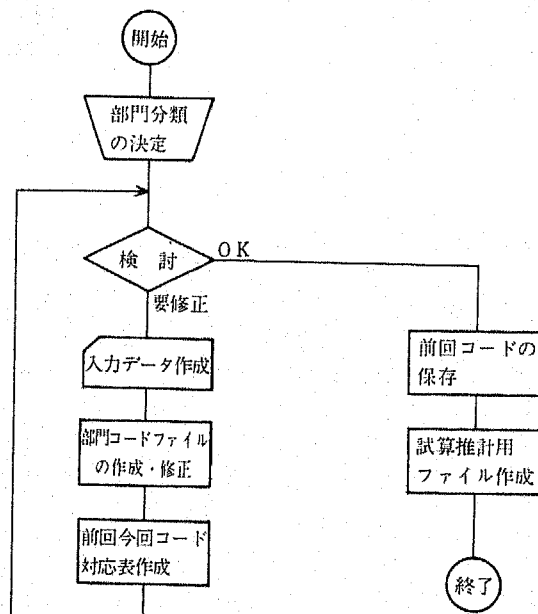 開始
部門分類
の決定
検 討
OK
要修正
入力データ作成
部門コードファイル
の作成・修正
前回今回コード
対応表作成
前回コードの
保存
試算推計用
ファイル作成
終了